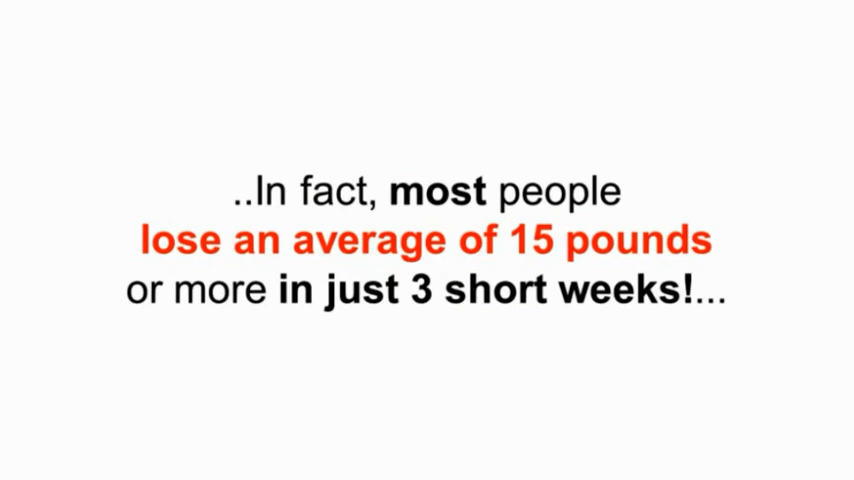 ..In fact, most people
lose an average of 15 pounds
or more in just 3 short weeks!...